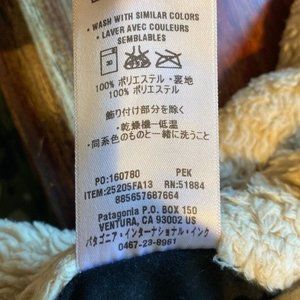 • WASH WITH SIMILAR COLORS
• LAVER AVEC COULEURS
SEMBLABLES
30
100% ポリエステル・裏地
100% ポリエステル
飾り付け部分を除く
・乾燥機一低温
・同系色のものと一緒に洗うこと
PO:160780 PEK
ITEM:25205FA13 RN:51884
885657687664
Patagonia P.O. BOX 150
VENTURA, CA 93002 USA
パタゴニア・インターナショナル・インク
0467-23-8961